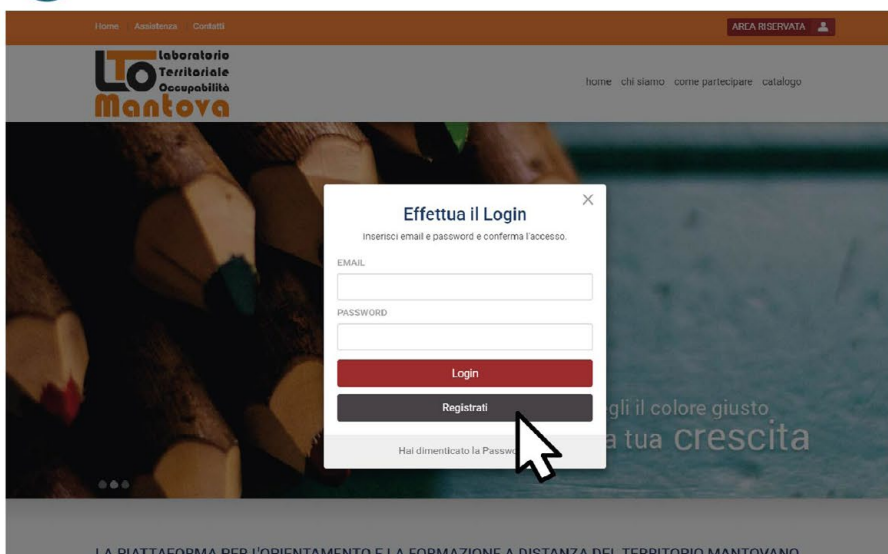 Home Assistenza Contatti
AREA RISERVATA
LTO Laboratorio
Territoriale
Occupabilità
Mantova
home chi siamo come partecipare catalogo
Effettua il Login
Inserisci email e password e conferma l'accesso.
EMAIL
PASSWORD
Login
Registrati
Hai dimenticato la
egli il colore giusto
a tua crescita
LA PIATTAFORMA PER L'ORIENTAMENTO E LA FORMAZIONE A DISTANZA DEL TERRITORIO MANTOVANO